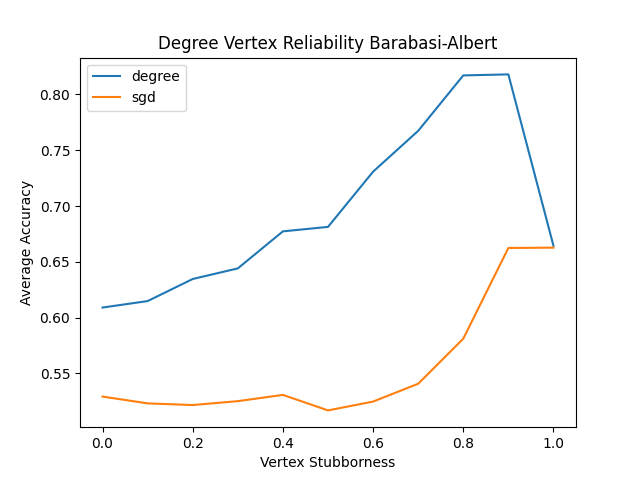 Degree Vertex Reliability Barabasi-Albert
degree
sgd
0.80
0.75
0.70
0.65
0.60
0.55
Average Accuracy
0.0 0.2 0.4 0.6 0.8 1.0
Vertex Stubborness